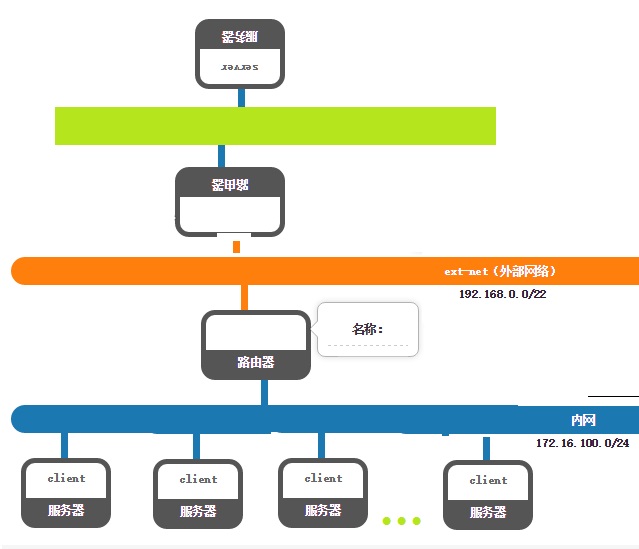 服务器
server
路由器
ext-net（外部网络）
192.168.0.0/22
名称：
路由器
内网
172.16.100.0/24
client
服务器
client
服务器
client
服务器
client
服务器